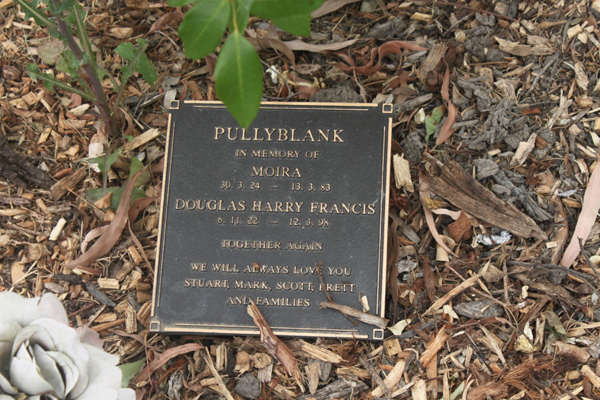 PULLYBLANK
IN MEMORY OF
MOIRA
30. 3. 24 — 13. 3. 83
DOUGLAS HARRY FRANCIS
6. 11. 22 — 12. 3. 98
TOGETHER AGAIN
WE WILL ALWAYS LOVE YOU
STUART, MARK, SCOTT, BRETT
AND FAMILIES